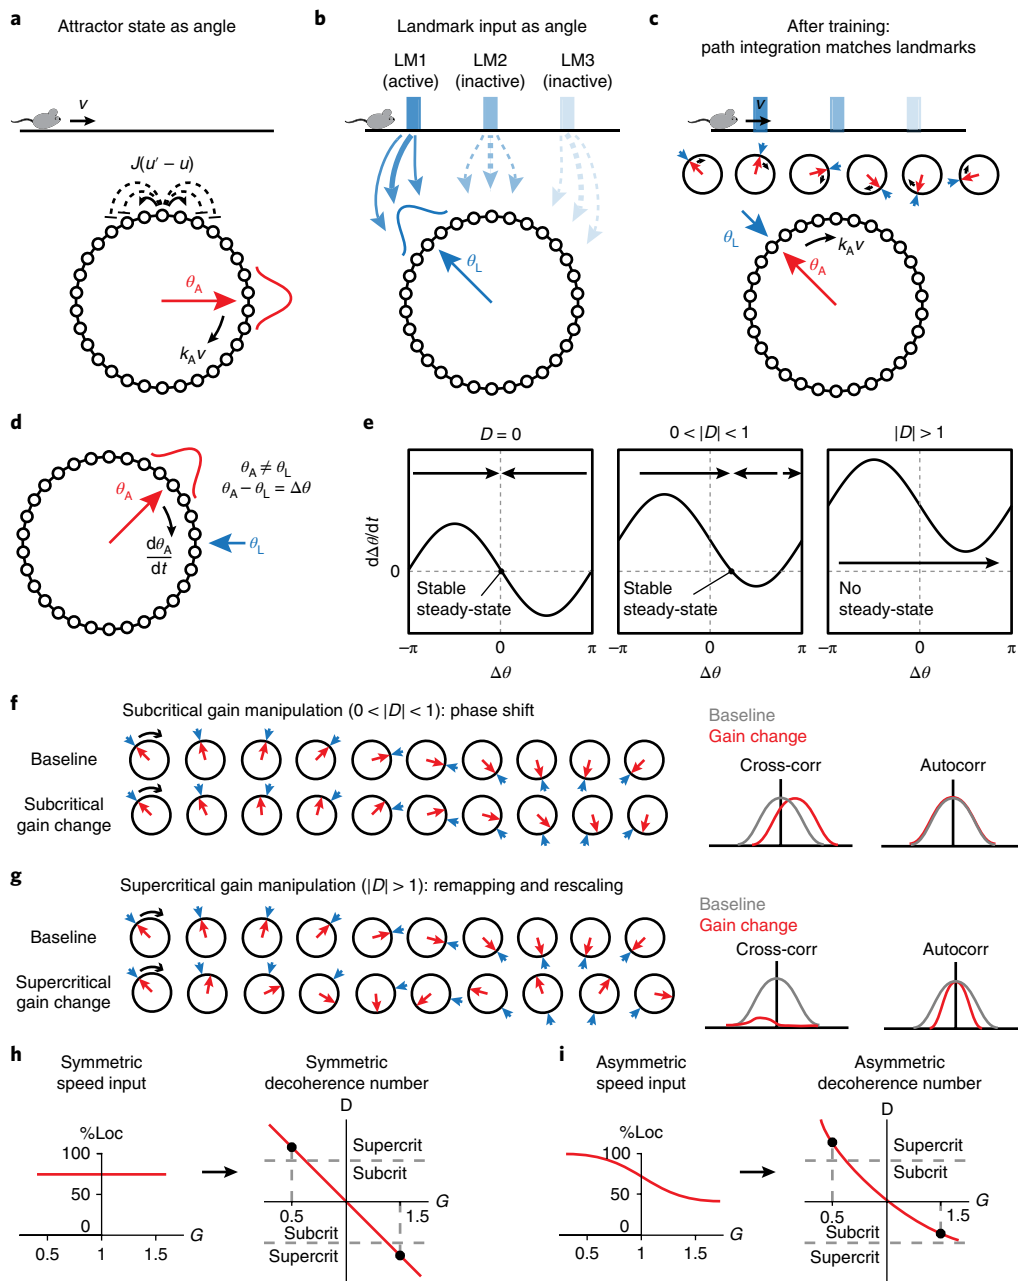 a
Attractor state as angle
v
J(u′ − u)
θA
kAv
b
Landmark input as angle
LM1 LM2 LM3
(active) (inactive) (inactive)
θL
c
After training:
path integration matches landmarks
v
θL
kAv
θA
d
θA ≠ θL
θA − θL = Δθ
θA
θL
dθA
dt
e
D = 0
0 < |D| < 1
|D| > 1
dΔθ/dt
0
Stable
steady-state
Stable
steady-state
No
steady-state
−π 0 π
−π 0 π
−π 0 π
Δθ Δθ Δθ
f
Subcritical gain manipulation (0 < |D| < 1): phase shift
Baseline
Subcritical
gain change
Baseline
Gain change
Cross-corr
Autocorr
g
Supercritical gain manipulation (|D| > 1): remapping and rescaling
Baseline
Supercritical
gain change
Baseline
Gain change
Cross-corr
Autocorr
h
Symmetric
speed input
%Loc
100
50
0
0.5 1 1.5
G
Symmetric
decoherence number
D
Supercrit
Subcrit
G
0.5
1.5
Subcrit
Supercrit
i
Asymmetric
speed input
%Loc
100
50
0
0.5 1 1.5
G
Asymmetric
decoherence number
D
Supercrit
Subcrit
G
0.5
1.5
Subcrit
Supercrit